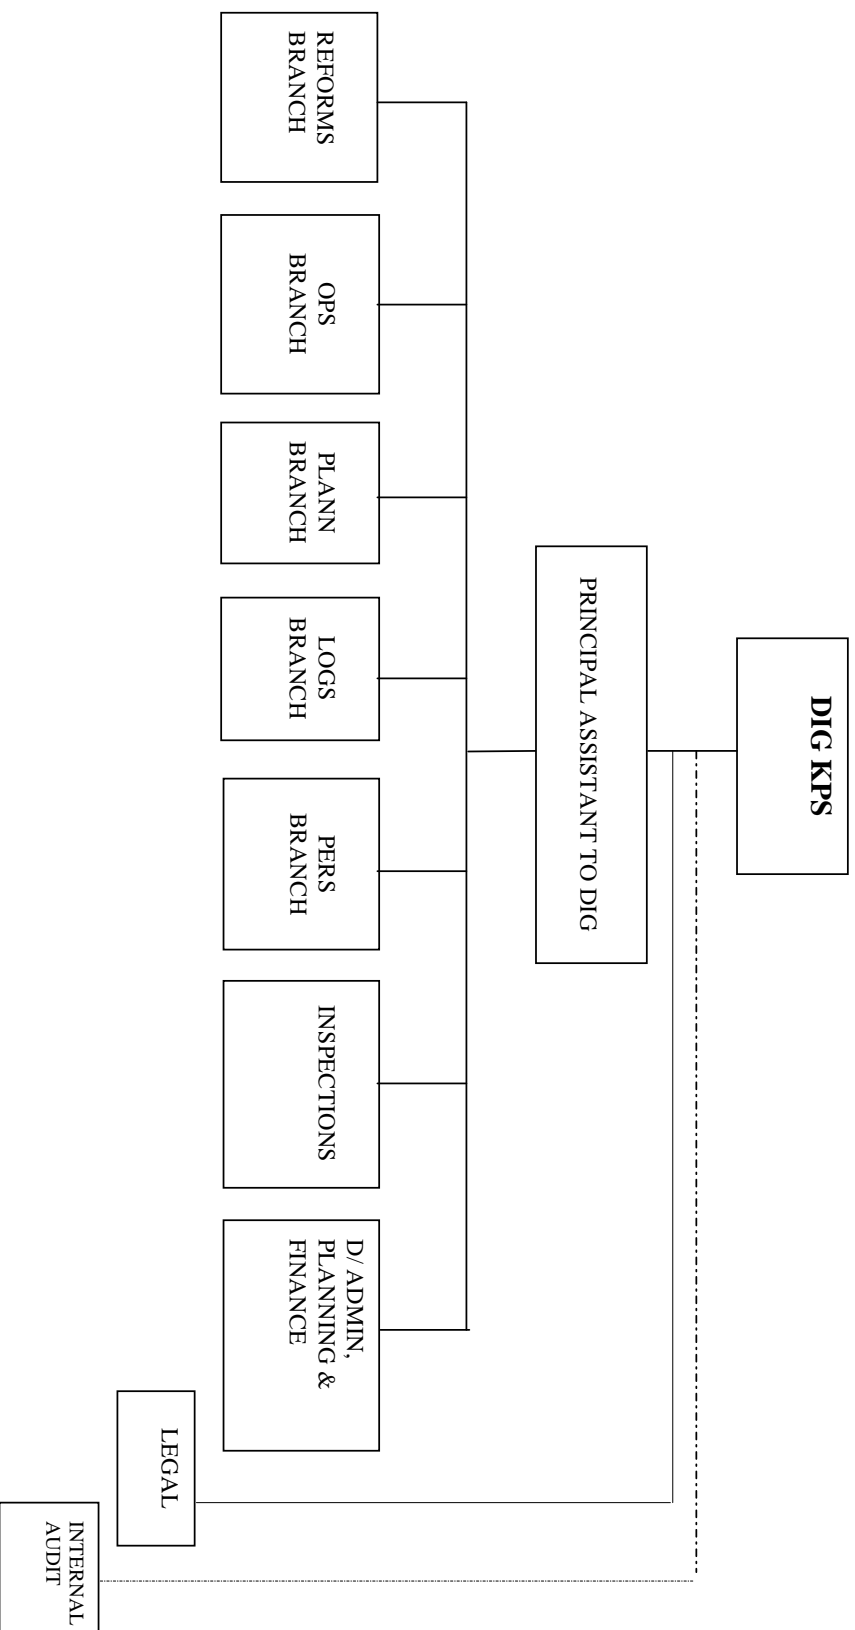 DIG KPS
PRINCIPAL ASSISTANT TO DIG
REFORMS
BRANCH
OPS
BRANCH
PLANN
BRANCH
LOGS
BRANCH
PERS
BRANCH
INSPECTIONS
D/ ADMIN,
PLANNING &
FINANCE
LEGAL
INTERNAL
AUDIT